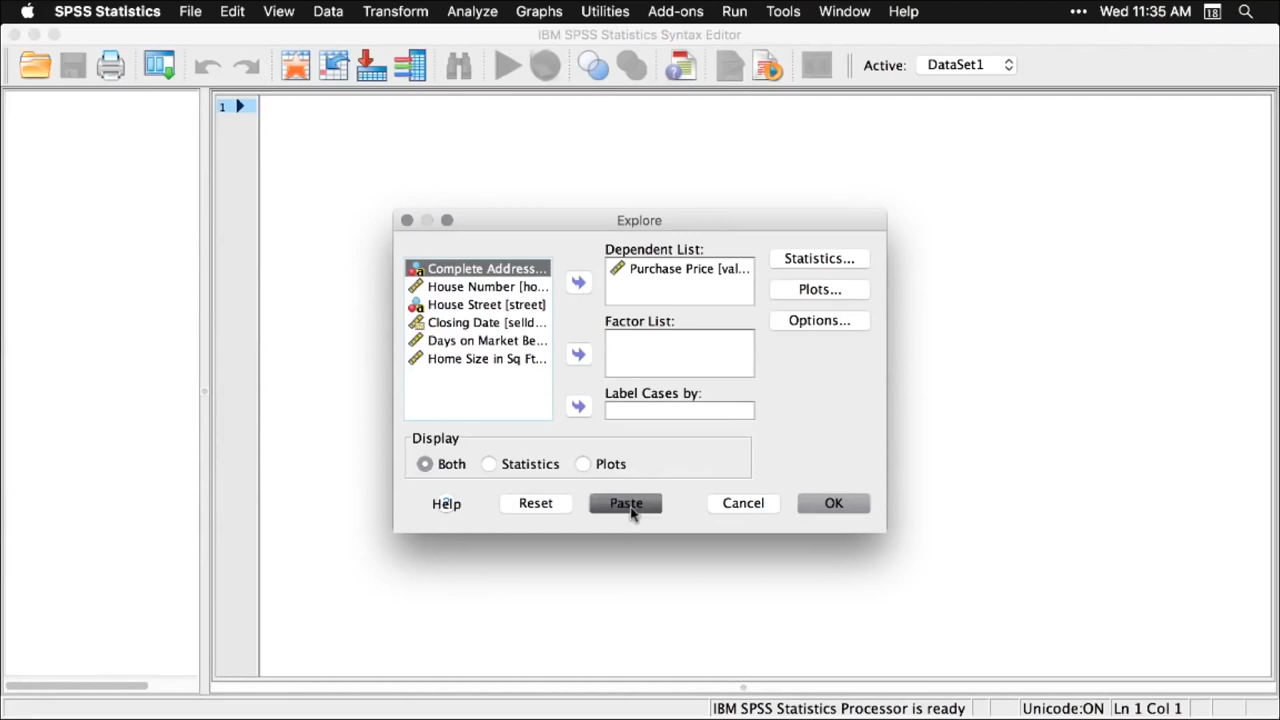 SPSS Statistics File Edit View Data Transform Analyze Graphs Utilities Add-ons Run Tools Window Help ••• Wed 11:35 AM 18
IBM SPSS Statistics Syntax Editor
Active: DataSet1
1
Explore
Complete Address...
House Number [ho...
House Street [street]
Closing Date [selld...
Days on Market Be...
Home Size in Sq Ft...
Dependent List:
Purchase Price [val...
Factor List:
Label Cases by:
Statistics...
Plots...
Options...
Display
Both Statistics Plots
Help Reset Paste Cancel OK
IBM SPSS Statistics Processor is ready Unicode:ON Ln 1 Col 1